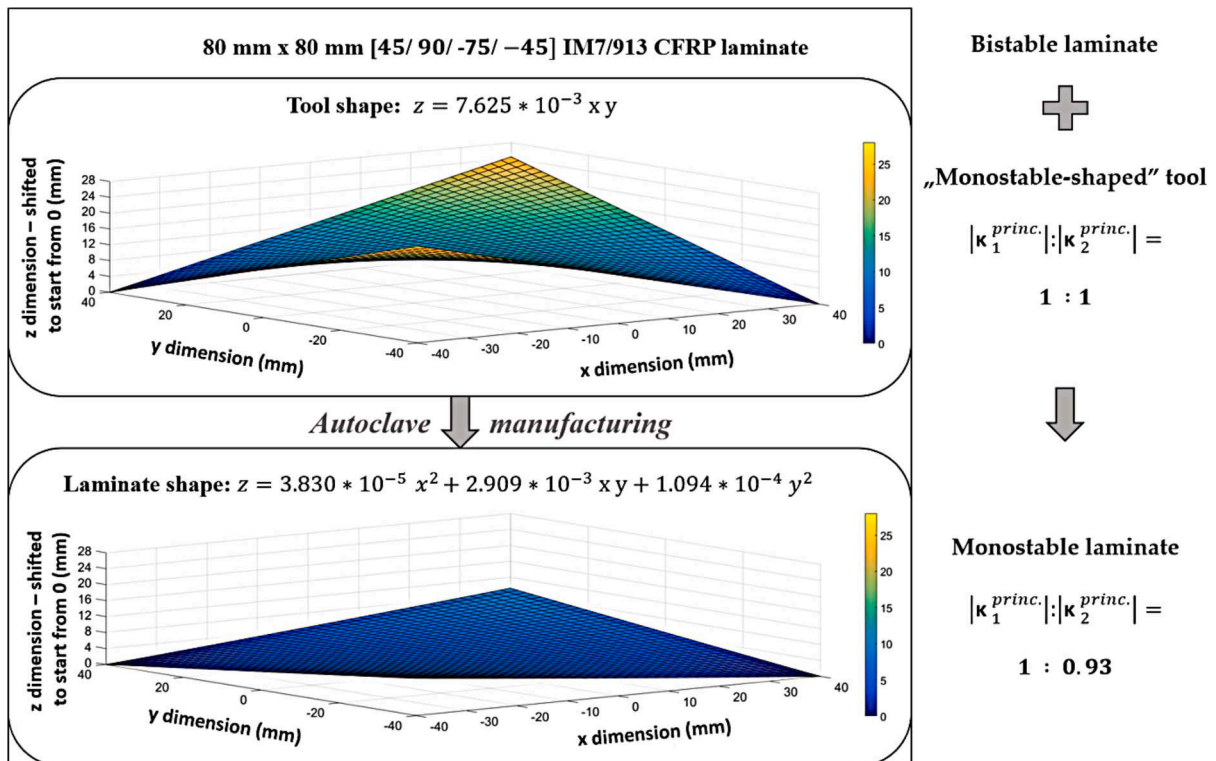 80 mm x 80 mm [45/ 90/ -75/ −45] IM7/913 CFRP laminate
Tool shape: z = 7.625 * 10⁻³ x y
z dimension – shifted
to start from 0 (mm)
28
24
20
16
12
8
4
0
40
20
0
-20
-40
y dimension (mm)
-40
-30
-20
-10
0
10
20
30
40
x dimension (mm)
25
20
15
10
5
0
Autoclave manufacturing
Laminate shape: z = 3.830 * 10⁻⁵ x² + 2.909 * 10⁻³ x y + 1.094 * 10⁻⁴ y²
z dimension – shifted
to start from 0 (mm)
28
24
20
16
12
8
4
0
40
20
0
-20
-40
y dimension (mm)
-40
-30
-20
-10
0
10
20
30
40
x dimension (mm)
25
20
15
10
5
0
Bistable laminate
„Monostable-shaped” tool
|κ₁^princ.|:|κ₂^princ.| =
1 : 1
Monostable laminate
|κ₁^princ.|:|κ₂^princ.| =
1 : 0.93